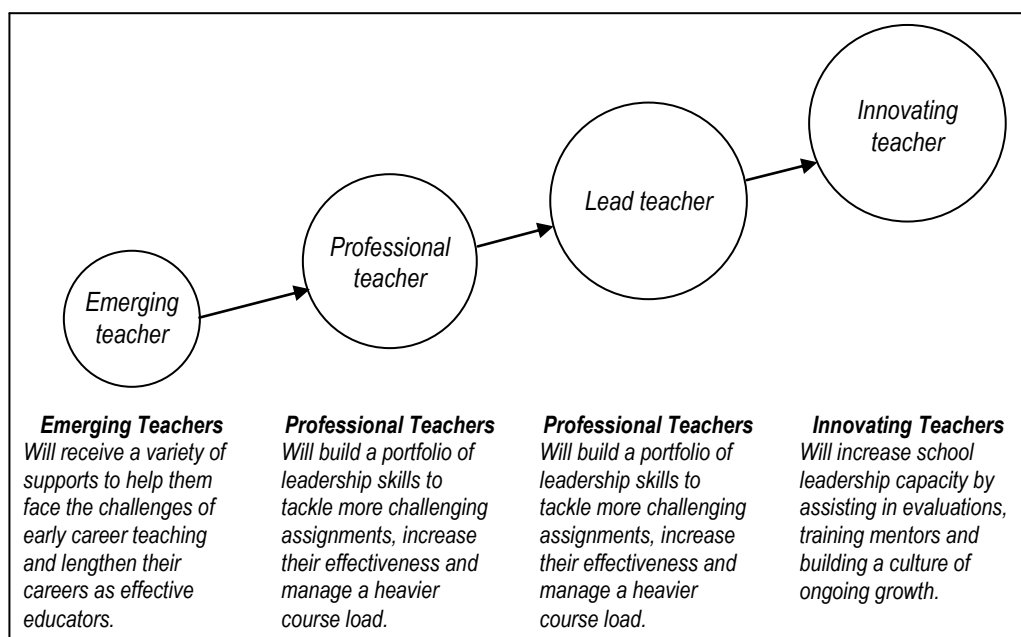 Innovating
teacher
Lead teacher
Professional
teacher
Emerging
teacher
Emerging Teachers
Will receive a variety of
supports to help them
face the challenges of
early career teaching
and lengthen their
careers as effective
educators.
Professional Teachers
Will build a portfolio of
leadership skills to
tackle more challenging
assignments, increase
their effectiveness and
manage a heavier
course load.
Professional Teachers
Will build a portfolio of
leadership skills to
tackle more challenging
assignments, increase
their effectiveness and
manage a heavier
course load.
Innovating Teachers
Will increase school
leadership capacity by
assisting in evaluations,
training mentors and
building a culture of
ongoing growth.